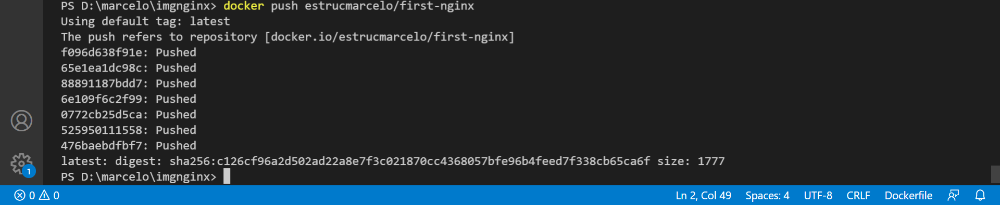 PS D:\marcelo\imgnginx> docker push estrucmarcelo/first-nginx
Using default tag: latest
The push refers to repository [docker.io/estrucmarcelo/first-nginx]
f096d638f91e: Pushed
65e1ea1dc98c: Pushed
88891187bdd7: Pushed
6e109f6c2f99: Pushed
0772cb25d5ca: Pushed
525950111558: Pushed
476baebdfbf7: Pushed
latest: digest: sha256:c126cf96a2d502ad22a8e7f3c021870cc4368057bfe96b4feed7f338cb65ca6f size: 1777
PS D:\marcelo\imgnginx>
1
0 0 Ln 2, Col 49 Spaces: 4 UTF-8 CRLF Dockerfile